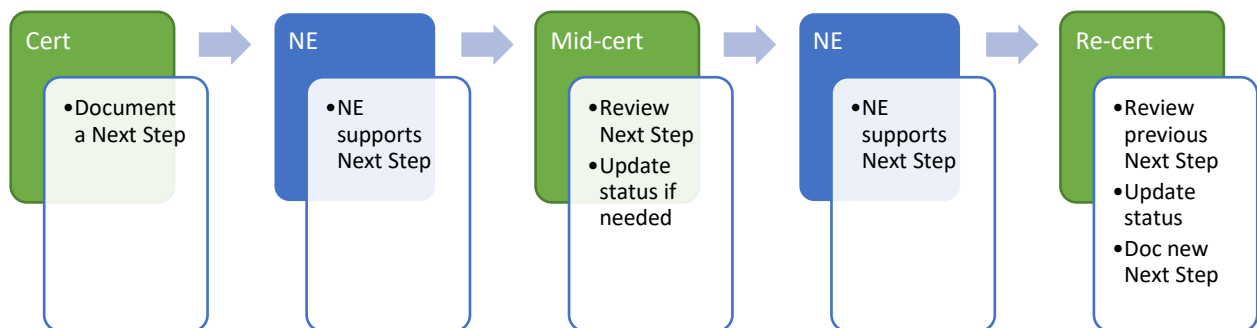 Cert
•Document
a Next Step
NE
•NE
supports
Next Step
Mid-cert
•Review
Next Step
•Update
status if
needed
NE
•NE
supports
Next Step
Re-cert
•Review
previous
Next Step
•Update
status
•Doc new
Next Step